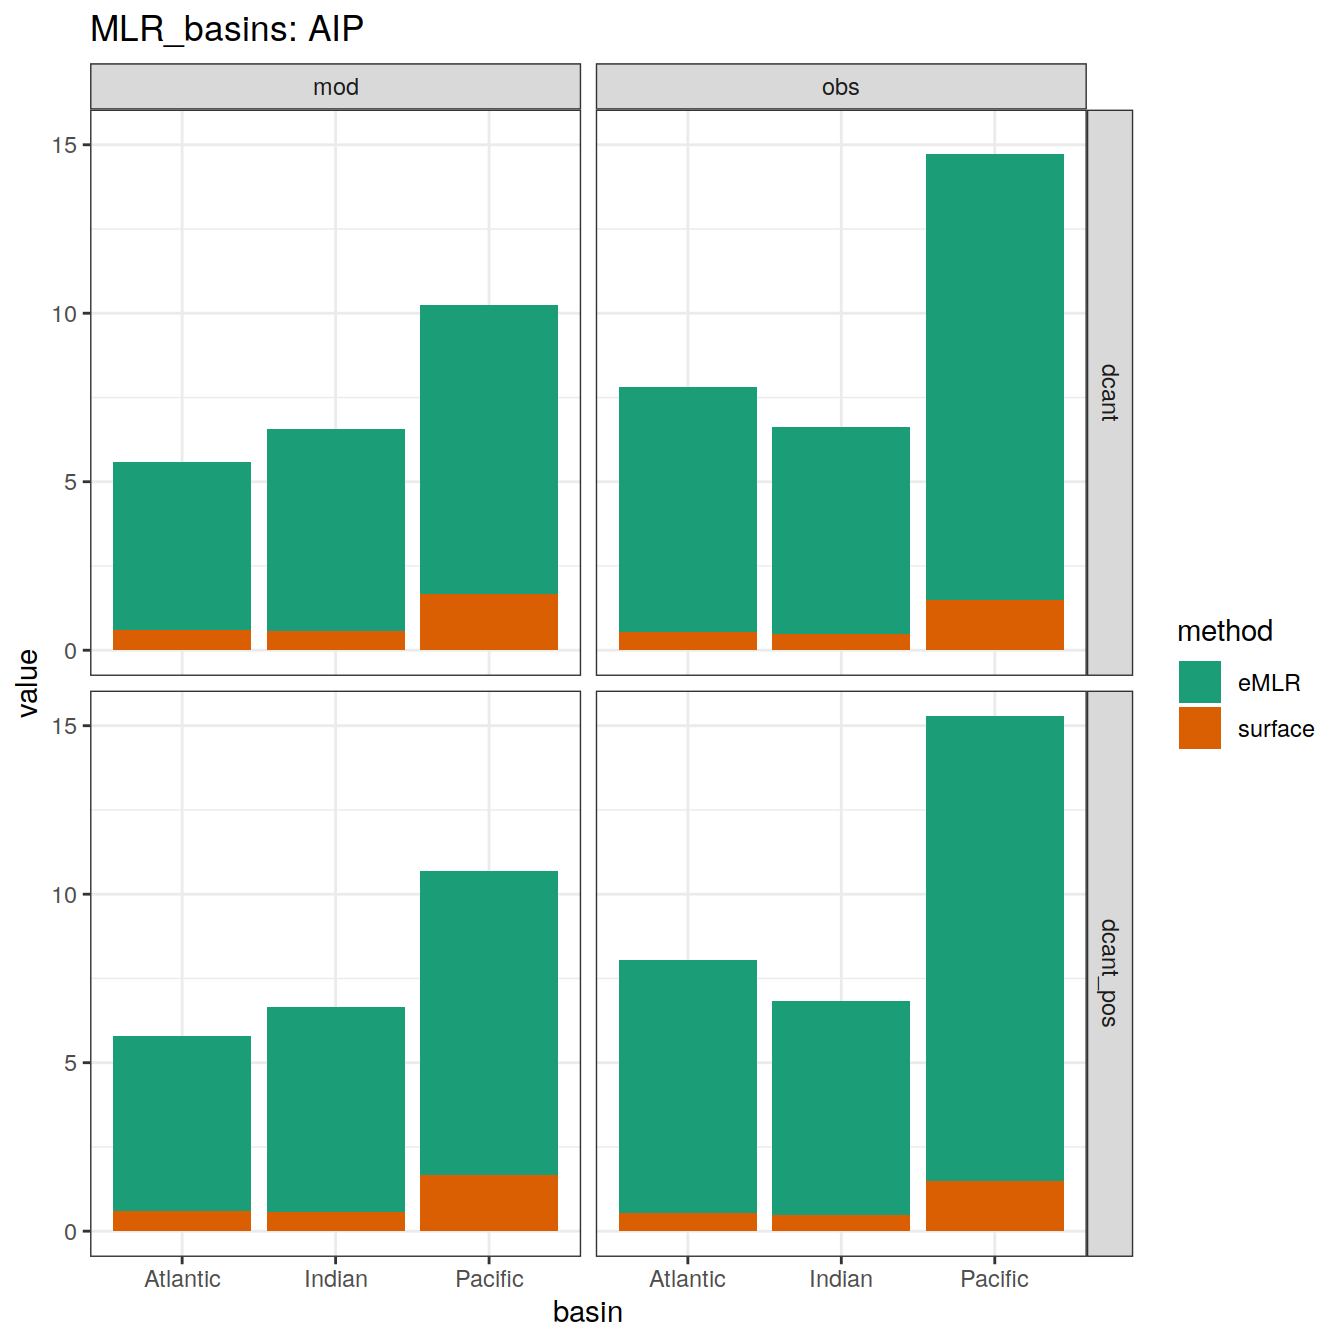 MLR_basins: AIP
mod
obs
15
10
5
0
dcant
15
10
5
0
dcant_pos
value
Atlantic
Indian
Pacific
Atlantic
Indian
Pacific
basin
method
eMLR
surface